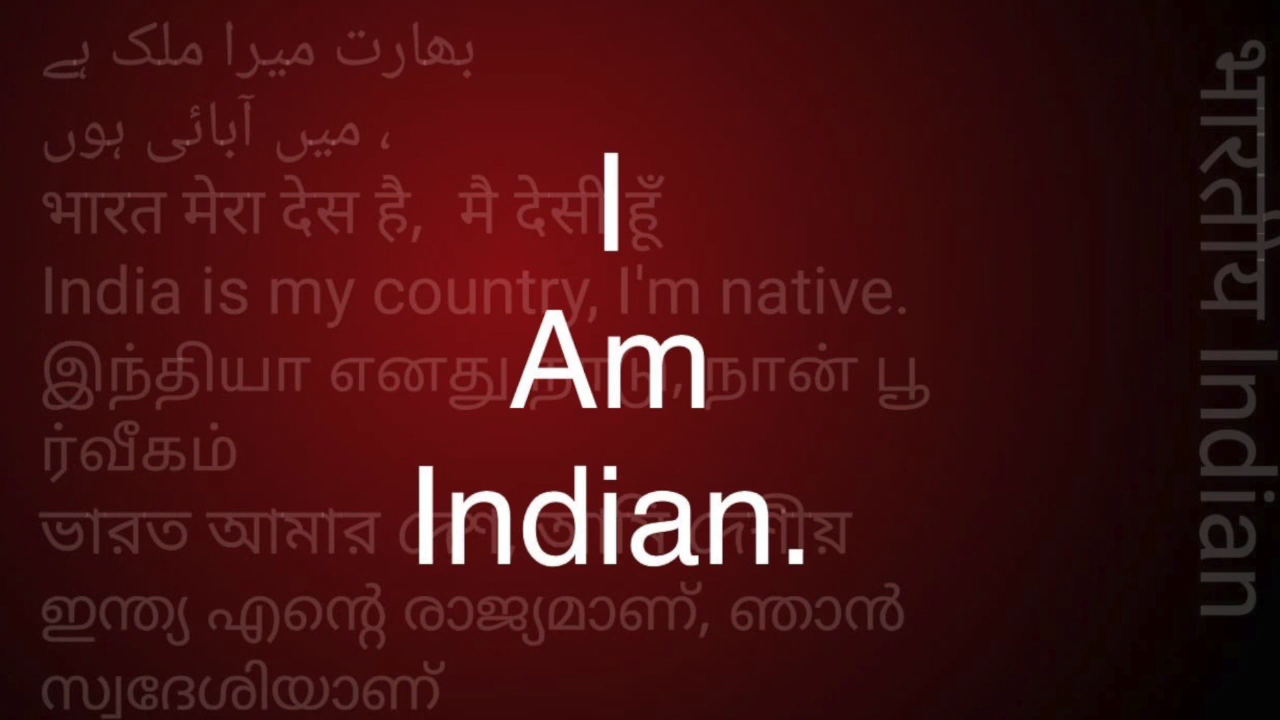 بھارت میرا ملک ہے
، میں آبائی ہوں
भारत मेरा देस है, मै देसी हूँ
India is my country, I'm native.
இந்தியா எனது நாடு, நான் பூ
ர்வீகம்
ভারত আমার দেশ, আমি দেশীয়
ഇന്ത്യ എന്റെ രാജ്യമാണ്, ഞാൻ
സ്വദേശിയാണ്
I
Am
Indian.
भारतीय Indian